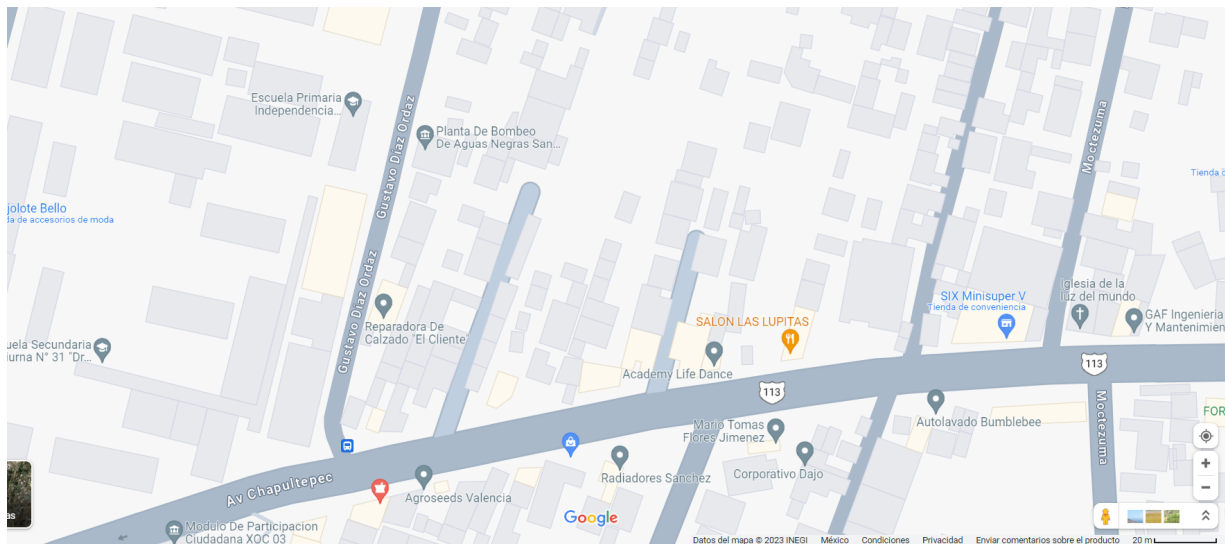 Escuela Primaria
Independencia...
Gustavo Díaz Ordaz
Planta De Bombeo
De Aguas Negras San...
Moctezuma
Tienda d
jolote Bello
da de accesorios de moda
Gustavo Díaz Ordaz
Reparadora De
Calzado "El Cliente"
SIX Minisuper V
Tienda de conveniencia
Iglesia de la
luz del mundo
GAF Ingenieria
Y Mantenimien
SALON LAS LUPITAS
uela Secundaria
iurna N° 31 "Dr...
Academy Life Dance
113
113
Autolavado Bumblebee
Moctezuma
FOR
Mario Tomas
Flores Jimenez
Corporativo Dajo
Radiadores Sanchez
Av Chapultepec
Agroseeds Valencia
as
Google
Modulo De Participacion
Ciudadana XOC 03
Datos del mapa © 2023 INEGI México Condiciones Privacidad Enviar comentarios sobre el producto 20 m